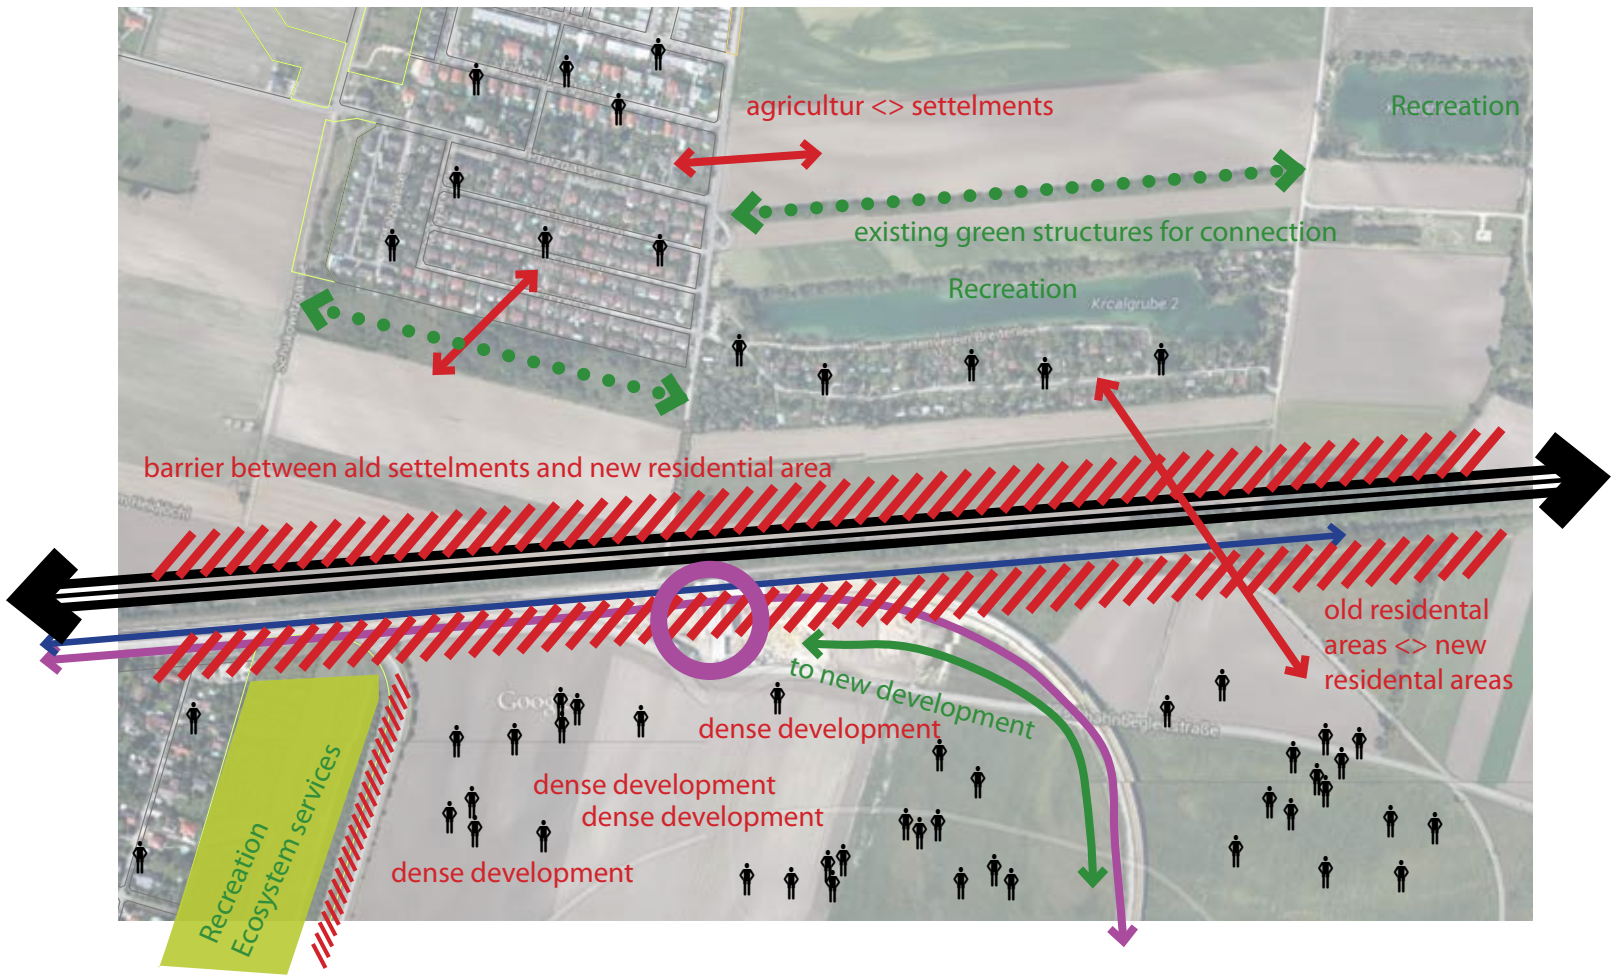 agricultur <> settelments
Recreation
existing green structures for connection
Recreation
Krcalgrube 2
barrier between ald settelments and new residential area
old residental
areas <> new
residental areas
to new development
dense development
dense development
dense development
dense development
Recreation
Ecosystem services